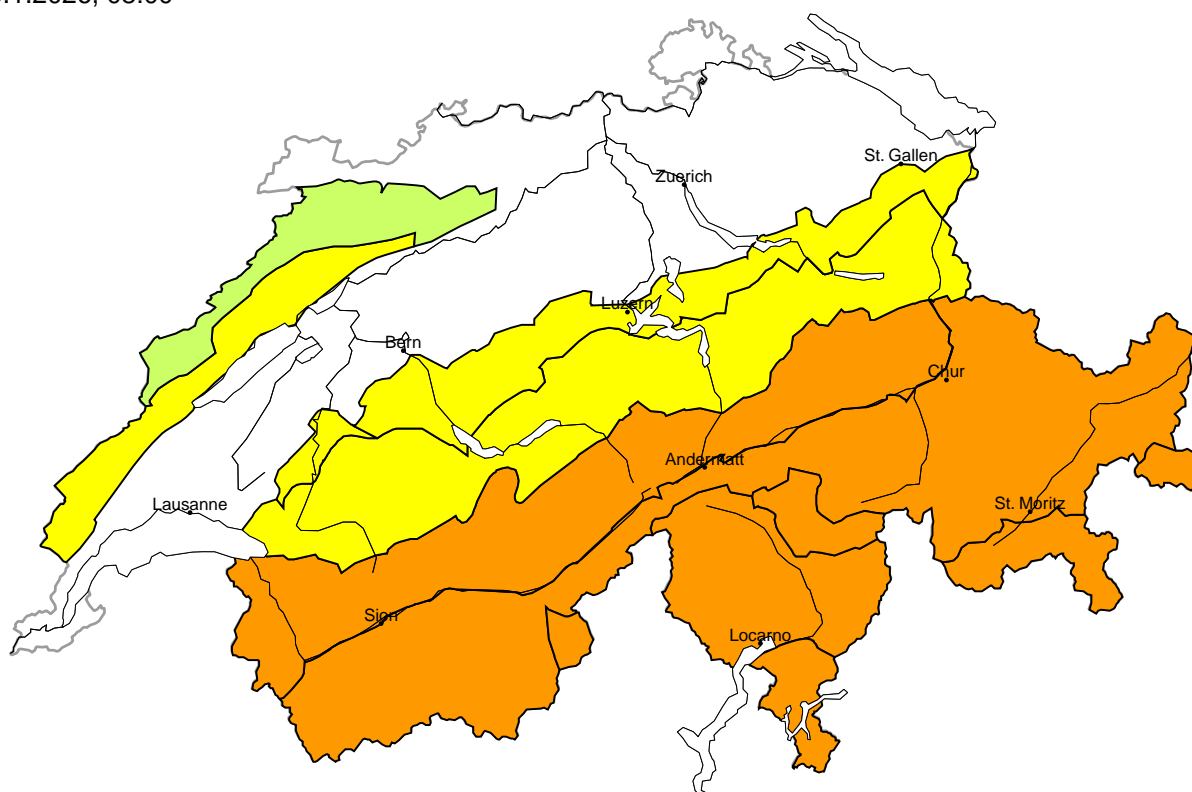 St. Gallen
Zuerich
Luzern
Bern
Chur
Andermatt
Lausanne
St. Moritz
Sion
Locarno